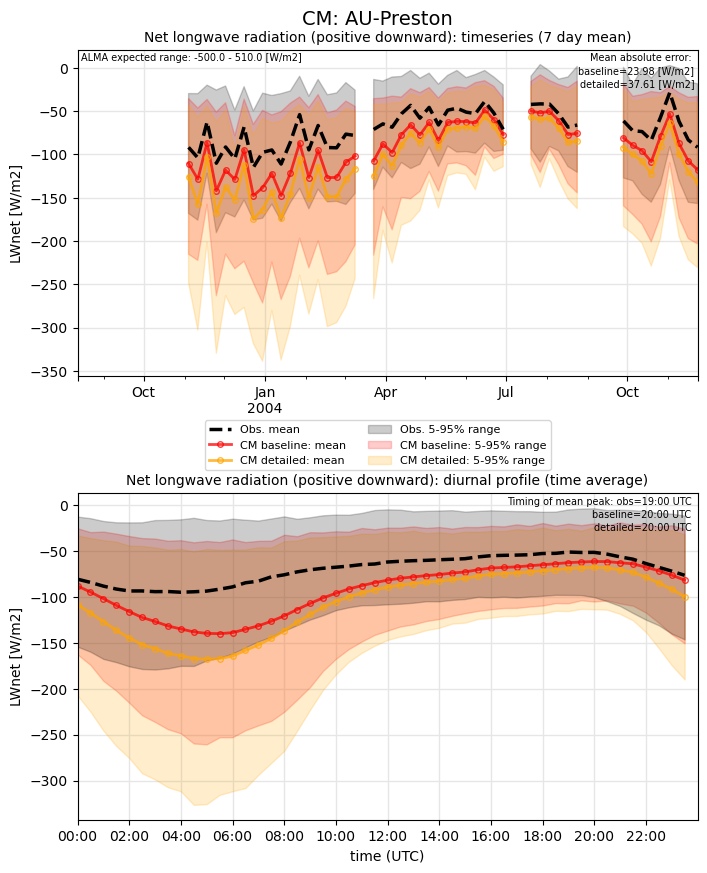 CM: AU-Preston
Net longwave radiation (positive downward): timeseries (7 day mean)
ALMA expected range: -500.0 - 510.0 [W/m2]
Mean absolute error:
baseline=23.98 [W/m2]
detailed=37.61 [W/m2]
0
−50
−100
−150
−200
−250
−300
−350
LWnet [W/m2]
Oct
Jan
2004
Apr
Jul
Oct
Obs. mean
CM baseline: mean
CM detailed: mean
Obs. 5-95% range
CM baseline: 5-95% range
CM detailed: 5-95% range
Net longwave radiation (positive downward): diurnal profile (time average)
Timing of mean peak: obs=19:00 UTC
baseline=20:00 UTC
detailed=20:00 UTC
0
−50
−100
−150
−200
−250
−300
LWnet [W/m2]
00:00
02:00
04:00
06:00
08:00
10:00
12:00
14:00
16:00
18:00
20:00
22:00
time (UTC)